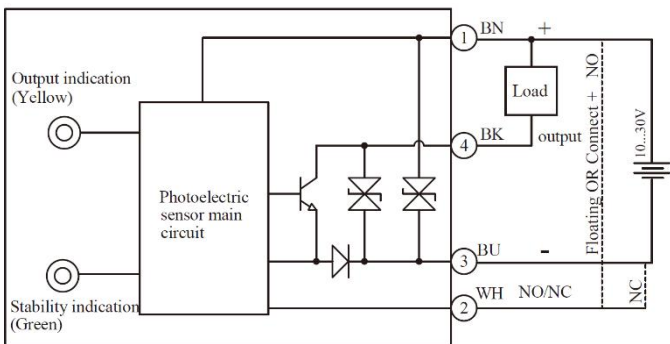 1 BN +
Output indication
(Yellow)
Load
4 BK output
Photoelectric
sensor main
circuit
Floating OR Connect + NO
10...30V
3 BU -
Stability indication
(Green)
2 WH NO/NC
NC